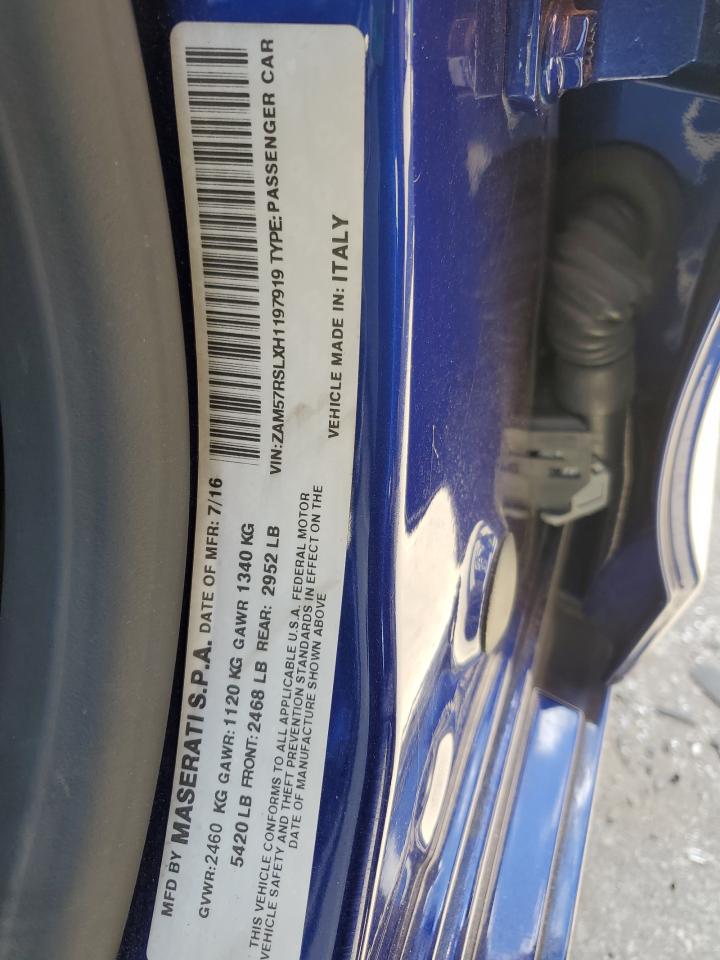 MFD BY MASERATI S.P.A. DATE OF MFR: 7/16
GVWR:2460 KG GAWR:1120 KG GAWR 1340 KG
5420 LB FRONT:2468 LB REAR: 2952 LB
VIN:ZAM57RSLXH1197919 TYPE:PASSENGER CAR
THIS VEHICLE CONFORMS TO ALL APPLICABLE U.S.A. FEDERAL MOTOR
VEHICLE SAFETY AND THEFT PREVENTION STANDARDS IN EFFECT ON THE
DATE OF MANUFACTURE SHOWN ABOVE
VEHICLE MADE IN: ITALY